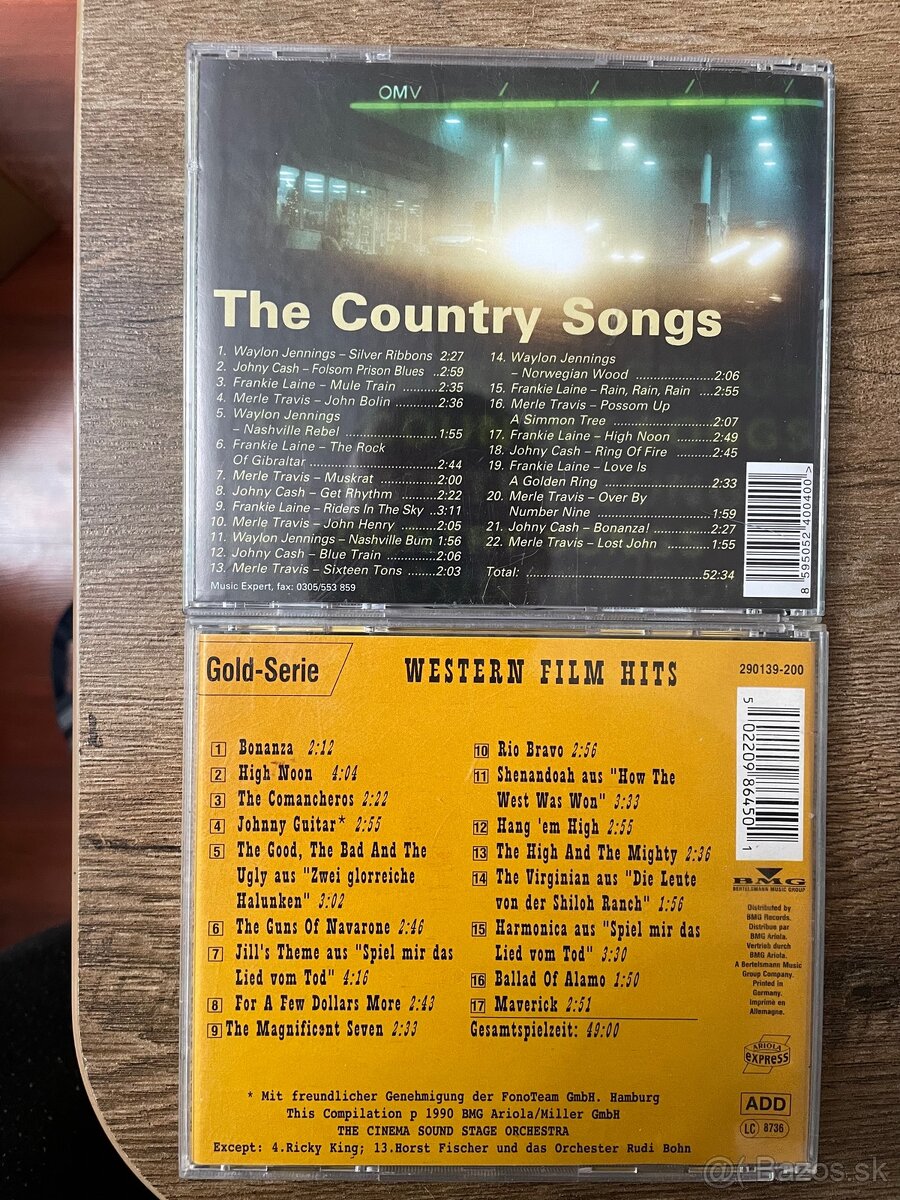 OMV
The Country Songs
1. Waylon Jennings – Silver Ribbons 2:27
2. Johny Cash – Folsom Prison Blues ..2:59
3. Frankie Laine – Mule Train ..........2:35
4. Merle Travis – John Bolin ...........2:36
5. Waylon Jennings
– Nashville Rebel ......................1:55
6. Frankie Laine – The Rock
Of Gibraltar ..............................2:44
7. Merle Travis – Muskrat ............2:00
8. Johny Cash – Get Rhythm .......2:22
9. Frankie Laine – Riders In The Sky ..3:11
10. Merle Travis – John Henry .......2:05
11. Waylon Jennings – Nashville Bum 1:56
12. Johny Cash – Blue Train ...........2:06
13. Merle Travis – Sixteen Tons .......2:03
Music Expert, fax: 0305/553 859
14. Waylon Jennings
– Norwegian Wood ..................2:06
15. Frankie Laine – Rain, Rain, Rain ....2:55
16. Merle Travis – Possom Up
A Simmon Tree .......................2:07
17. Frankie Laine – High Noon .........2:49
18. Johny Cash – Ring Of Fire .......2:45
19. Frankie Laine – Love Is
A Golden Ring .........................2:33
20. Merle Travis – Over By
Number Nine ...........................1:59
21. Johny Cash – Bonanza! ............2:27
22. Merle Travis – Lost John ..........1:55
Total: ........................................52:34
8 595052 400400 >
Gold-Serie
WESTERN FILM HITS
290139-200
1 Bonanza 2:12
2 High Noon 4:04
3 The Comancheros 2:22
4 Johnny Guitar* 2:55
5 The Good, The Bad And The
Ugly aus "Zwei glorreiche
Halunken" 3:02
6 The Guns Of Navarone 2:46
7 Jill's Theme aus "Spiel mir das
Lied vom Tod" 4:16
8 For A Few Dollars More 2:43
9 The Magnificent Seven 2:33
10 Rio Bravo 2:56
11 Shenandoah aus "How The
West Was Won" 3:33
12 Hang 'em High 2:55
13 The High And The Mighty 2:36
14 The Virginian aus "Die Leute
von der Shiloh Ranch" 1:56
15 Harmonica aus "Spiel mir das
Lied vom Tod" 3:30
16 Ballad Of Alamo 1:50
17 Maverick 2:51
Gesamtspielzeit: 49:00
5 02209 86450 1
BMG
BERTELSMANN MUSIC GROUP
Distributed by
BMG Records.
Distribue par
BMG Ariola.
Vertrieb durch
BMG Ariola.
A Bertelsmann Music
Group Company.
Printed in
Germany.
Imprimé en
Allemagne.
ARIOLA
eXPRESS
ADD
LC 8736
* Mit freundlicher Genehmigung der FonoTeam GmbH. Hamburg
This Compilation p 1990 BMG Ariola/Miller GmbH
THE CINEMA SOUND STAGE ORCHESTRA
Except: 4.Ricky King; 13.Horst Fischer und das Orchester Rudi Bohn
Bazos.sk